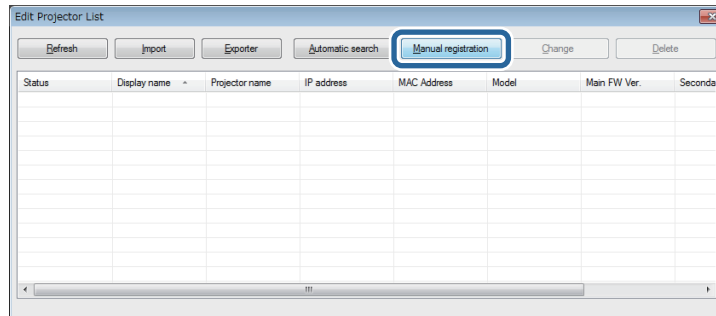 Edit Projector List
Refresh Import Exporter Automatic search Manual registration Change Delete
Status Display name Projector name IP address MAC Address Model Main FW Ver. Seconda